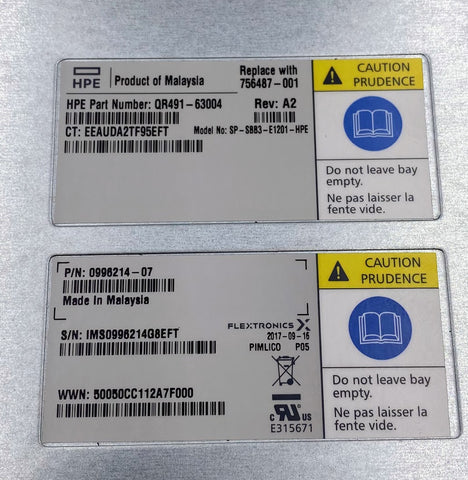 HPE
Product of Malaysia
Replace with
756487-001
HPE Part Number: QR491-63004
Rev: A2
CT: EEAUDA2TF95EFT
Model No: SP-SBB3-E1201-HPE
CAUTION
PRUDENCE
Do not leave bay
empty.
Ne pas laisser la
fente vide.
P/N: 0996214-07
Made In Malaysia
S/N: IMS0996214G8EFT
FLEXTRONICS
2017-09-16
PIMLICO P05
WWN: 50050CC112A7F000
C US
E315671
CAUTION
PRUDENCE
Do not leave bay
empty.
Ne pas laisser la
fente vide.